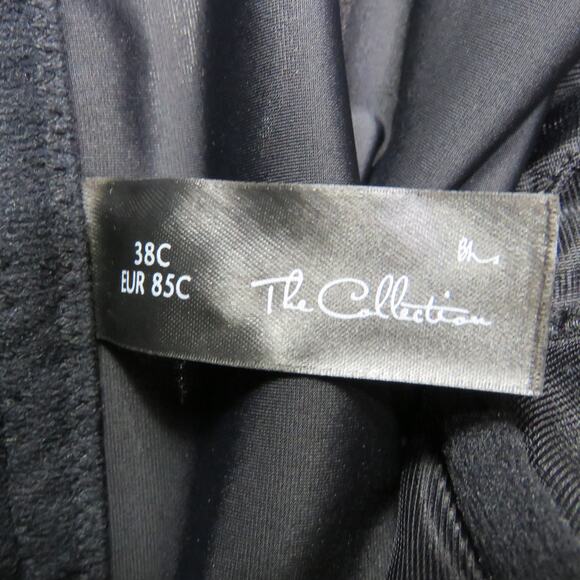 38C
EUR 85C
Bhs
The Collection